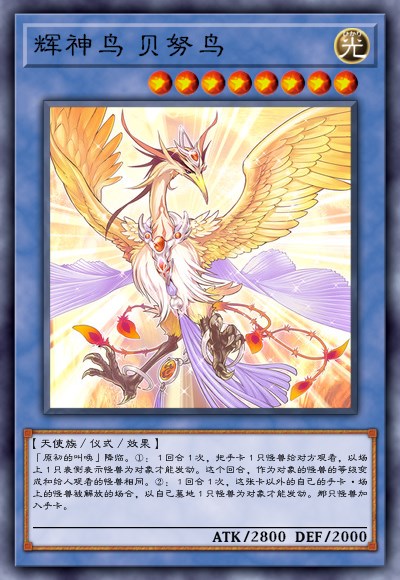 辉神鸟 贝努鸟
光
【天使族/仪式/效果】
「原初的叫唤」降临。①：1回合1次，把手卡1只怪兽给对方观看，以场
上1只表侧表示怪兽为对象才能发动。这个回合，作为对象的怪兽的等级变
成和给人观看的怪兽相同。②：1回合1次，这张卡以外的自己的手卡·场
上的怪兽被解放的场合，以自己墓地1只怪兽为对象才能发动。那只怪兽加
入手卡。
ATK/2800 DEF/2000